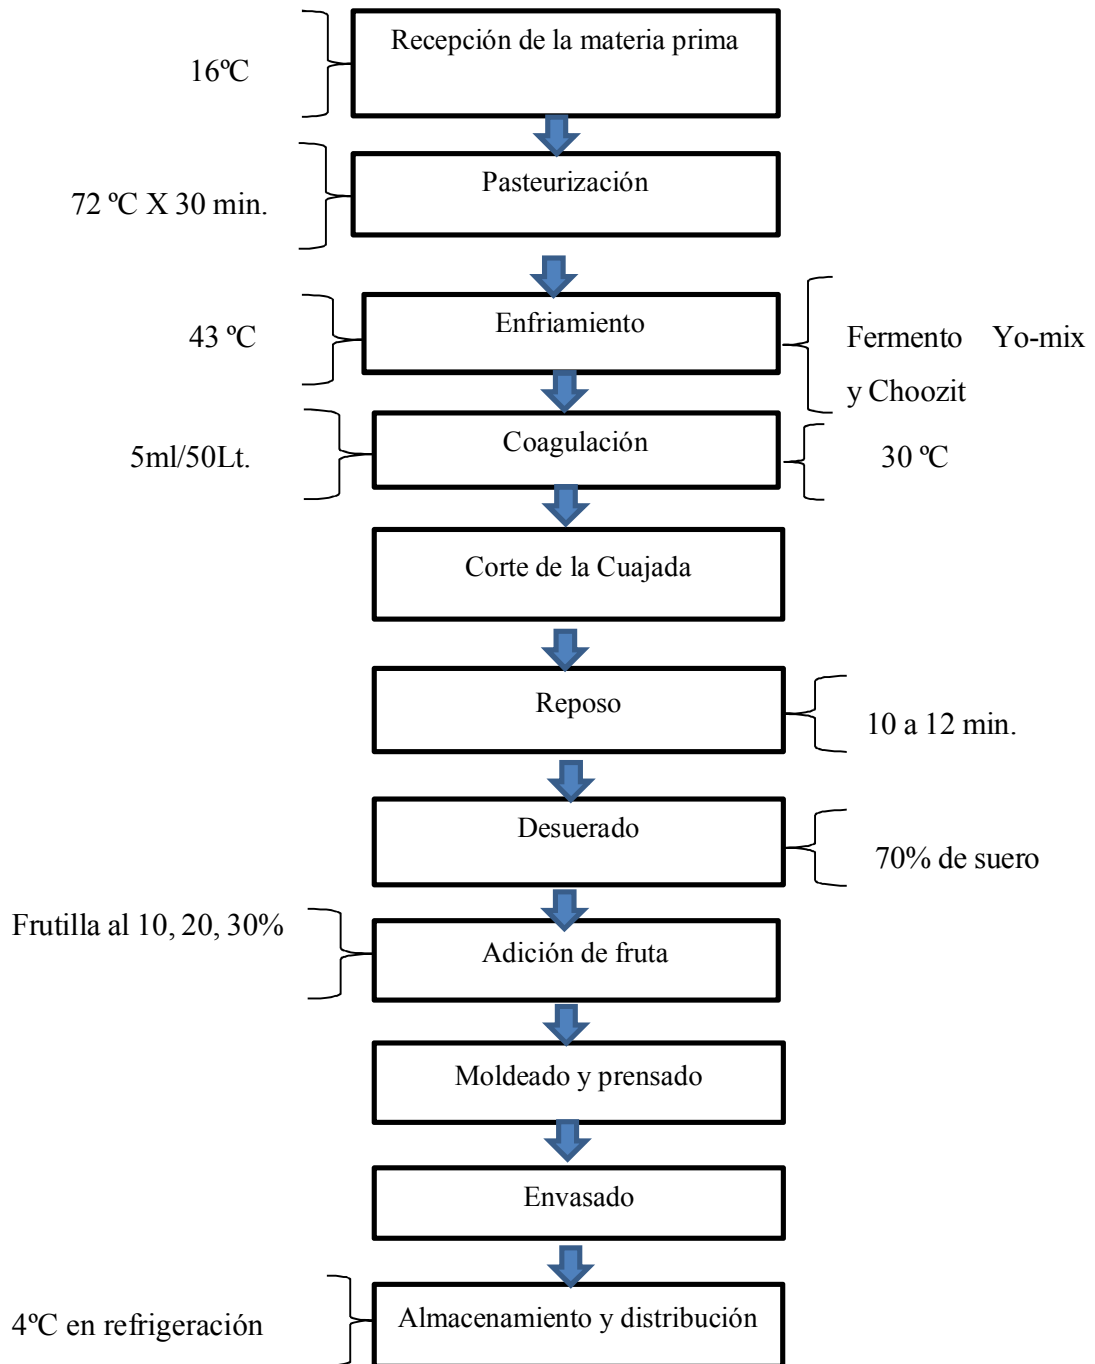 Recepción de la materia prima
16ºC
Pasteurización
72 ºC X 30 min.
Enfriamiento
43 ºC
Fermento Yo-mix
y Choozit
Coagulación
5ml/50Lt.
30 ºC
Corte de la Cuajada
Reposo
10 a 12 min.
Desuerado
70% de suero
Frutilla al 10, 20, 30%
Adición de fruta
Moldeado y prensado
Envasado
Almacenamiento y distribución
4ºC en refrigeración